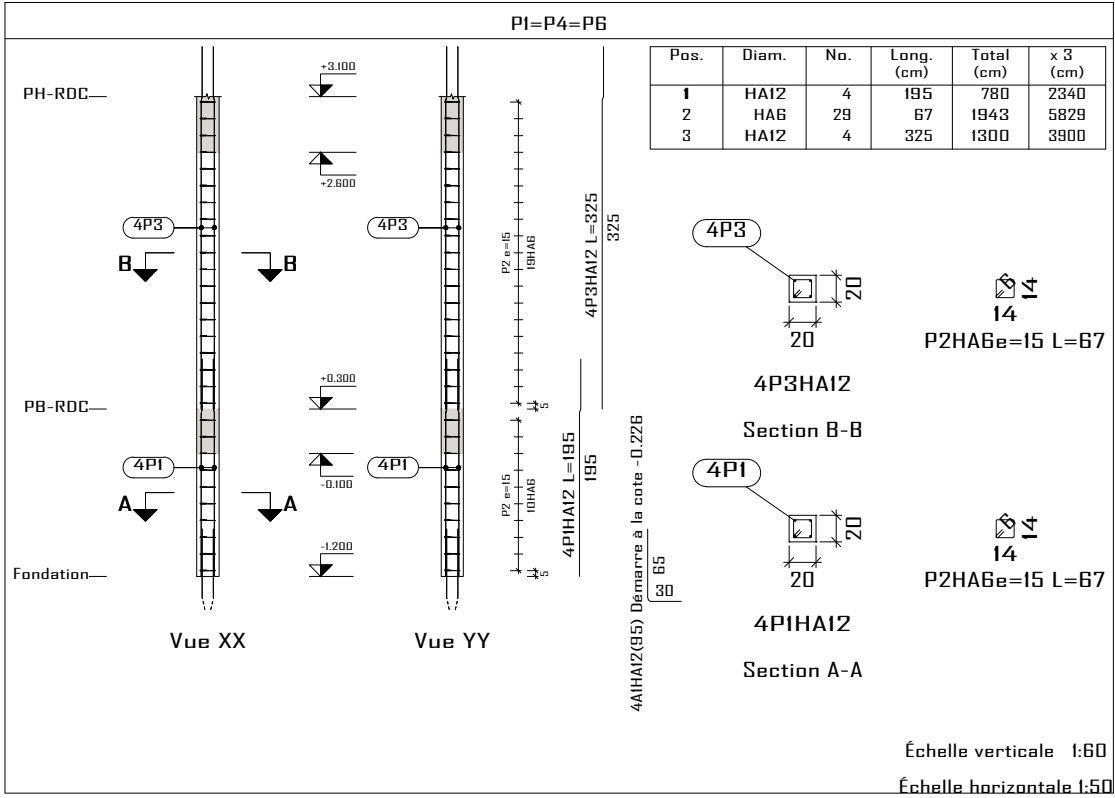 P1=P4=P6
Pos. Diam. No. Long. (cm) Total (cm) x 3 (cm)
1 HA12 4 195 780 2340
2 HA6 29 67 1943 5829
3 HA12 4 325 1300 3900
PH-RDC
+3.100
+2.600
4P3
4P3
B B
P2 e=15
19HA6
4P3HA12 L=325
325
PB-RDC
+0.300
5
4P1
4P1
-0.100
A A
P2 e=15
10HA6
4P1HA12 L=195
195
Fondation
-1.200
5
4A1HA12(95) Démarre à la cote -0.226
65
30
Vue XX
Vue YY
4P3
20
20
4P3HA12
Section B-B
6
14
14
P2HA6e=15 L=67
4P1
20
20
4P1HA12
Section A-A
6
14
14
P2HA6e=15 L=67
Échelle verticale 1:60
Échelle horizontale 1:50